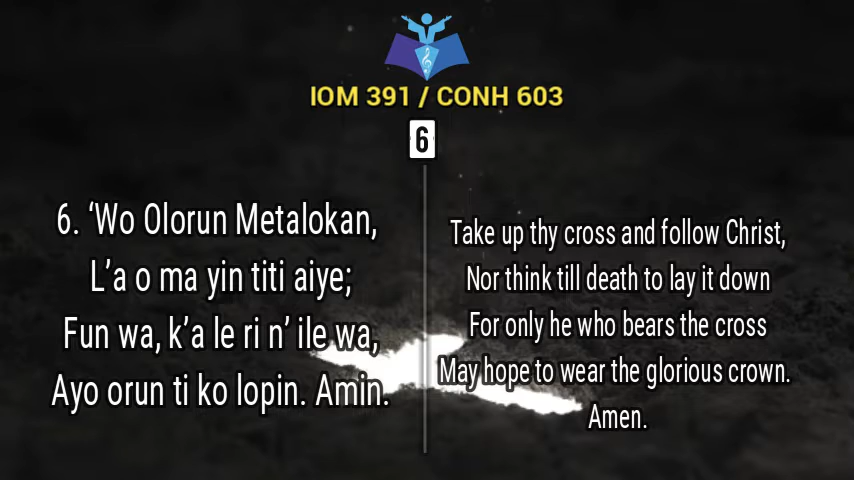 IOM 391 / CONH 603
6
6. ‘Wo Olorun Metalokan,
L’a o ma yin titi aiye;
Fun wa, k’a le ri n’ ile wa,
Ayo orun ti ko lopin. Amin.
Take up thy cross and follow Christ,
Nor think till death to lay it down
For only he who bears the cross
May hope to wear the glorious crown.
Amen.